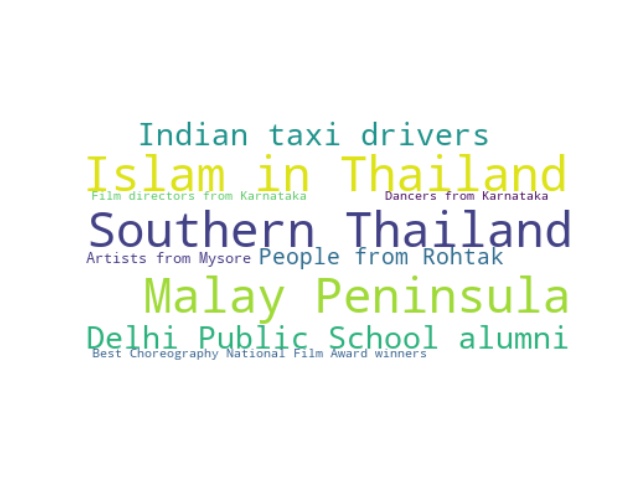 Indian taxi drivers
Islam in Thailand
Film directors from Karnataka Dancers from Karnataka
Southern Thailand
Artists from Mysore People from Rohtak
Malay Peninsula
Delhi Public School alumni
Best Choreography National Film Award winners